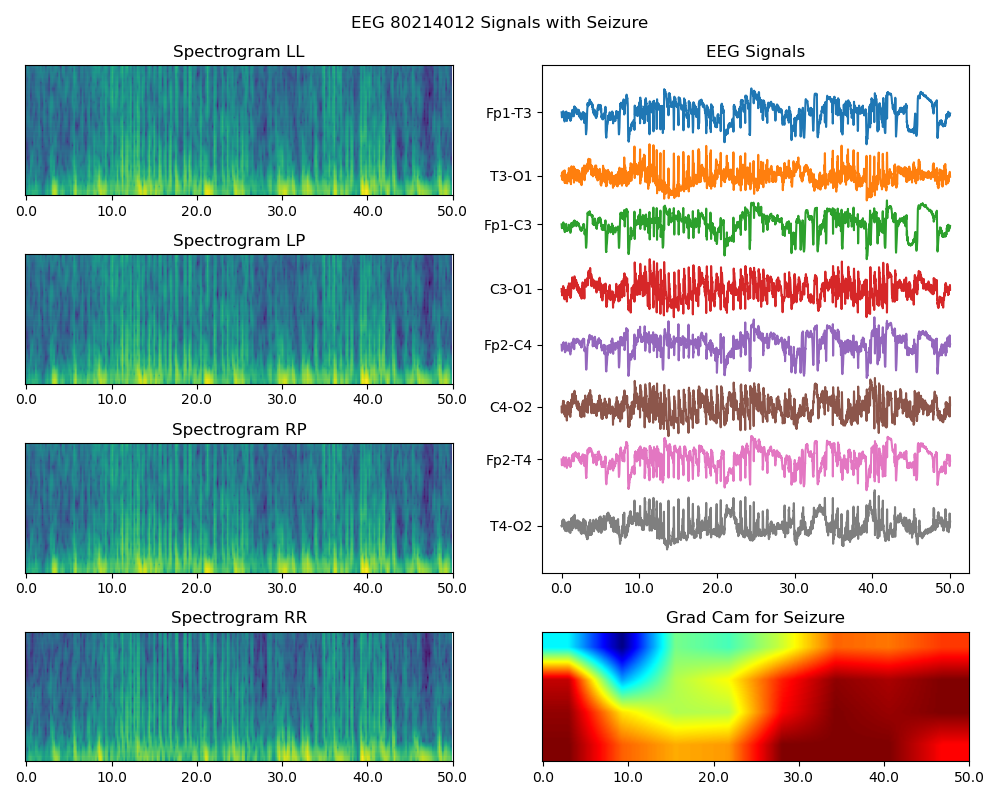 EEG 80214012 Signals with Seizure
Spectrogram LL
0.0 10.0 20.0 30.0 40.0 50.0
Spectrogram LP
0.0 10.0 20.0 30.0 40.0 50.0
Spectrogram RP
0.0 10.0 20.0 30.0 40.0 50.0
Spectrogram RR
0.0 10.0 20.0 30.0 40.0 50.0
EEG Signals
Fp1-T3
T3-O1
Fp1-C3
C3-O1
Fp2-C4
C4-O2
Fp2-T4
T4-O2
0.0 10.0 20.0 30.0 40.0 50.0
Grad Cam for Seizure
0.0 10.0 20.0 30.0 40.0 50.0